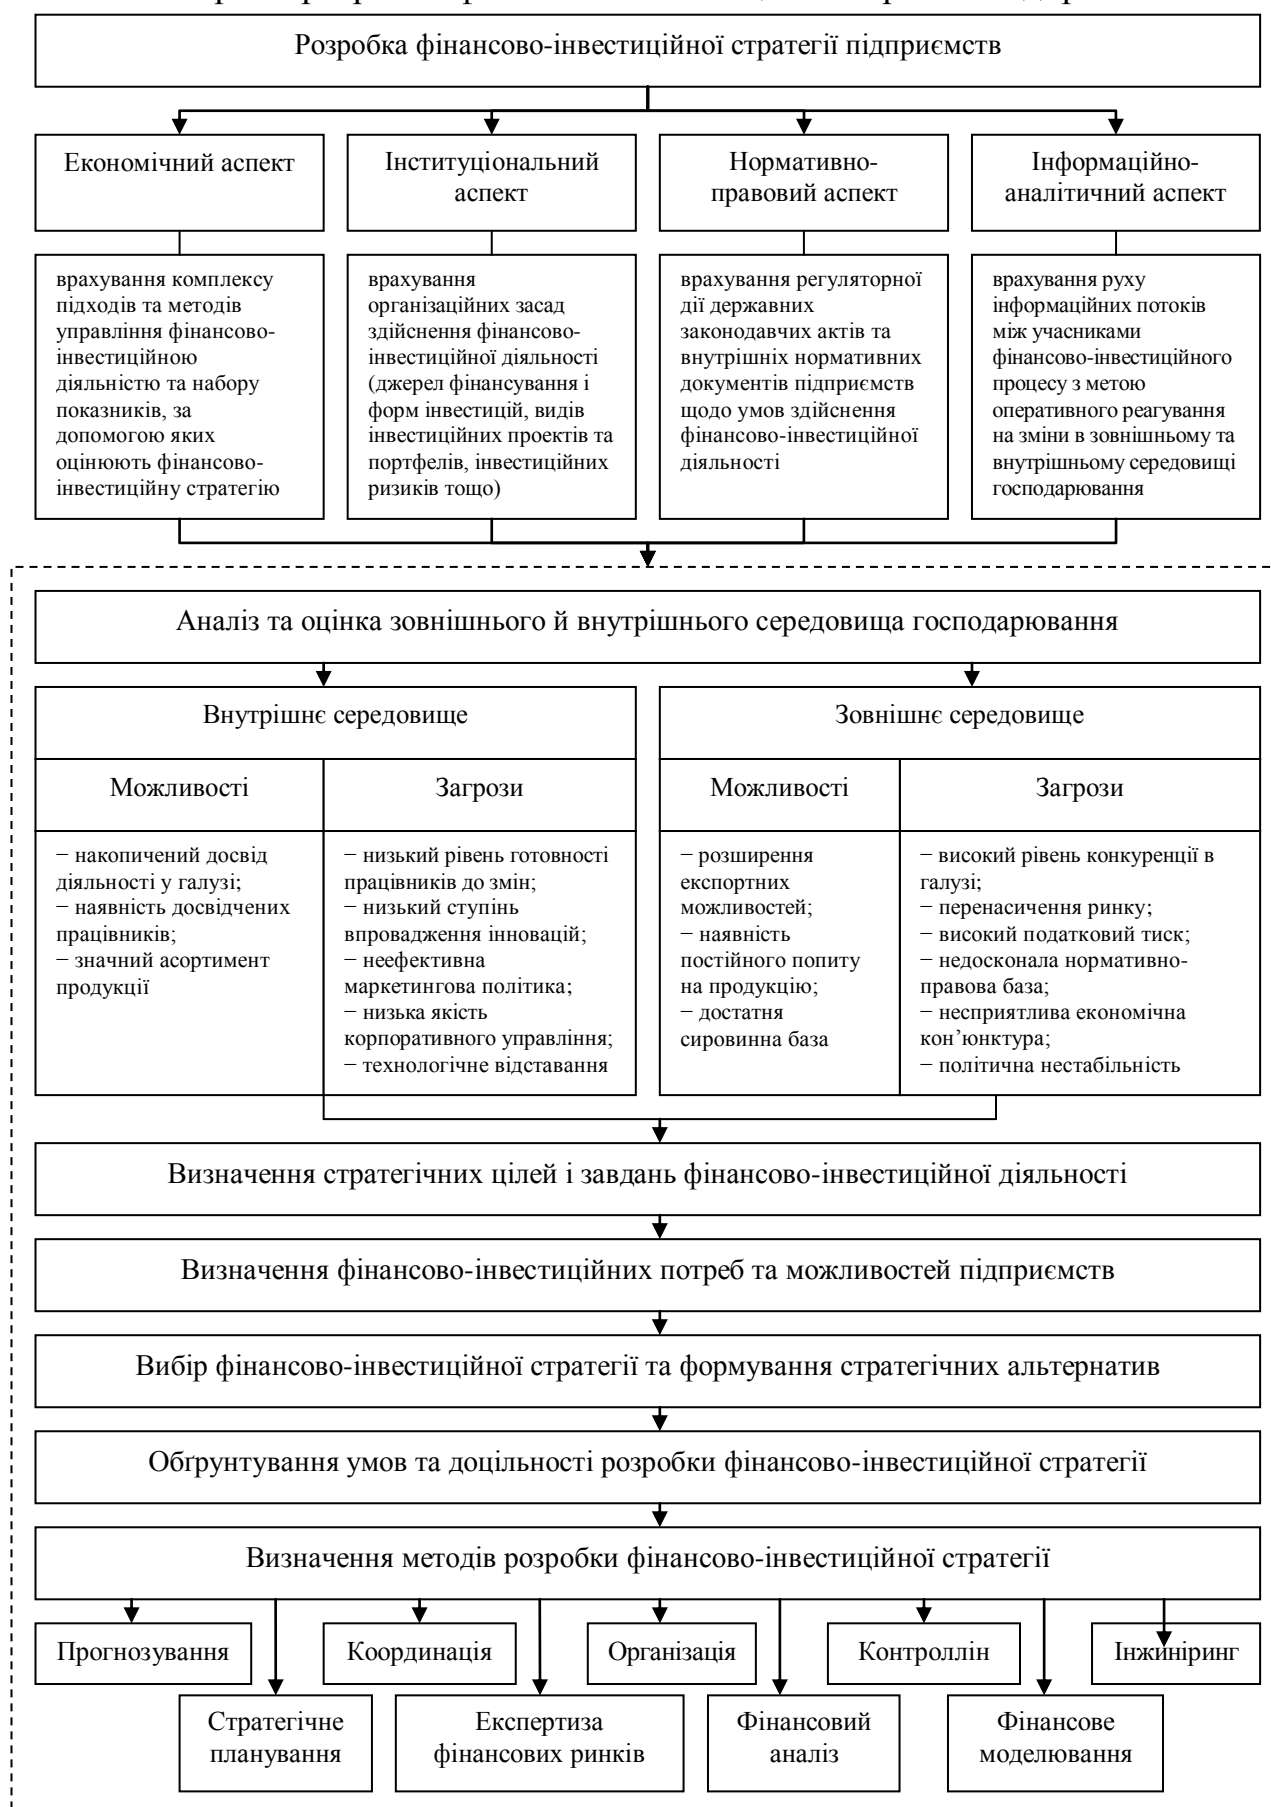 Розробка фінансово-інвестиційної стратегії підприємств
Економічний аспект
Інституціональний
аспект
Нормативно-
правовий аспект
Інформаційно-
аналітичний аспект
врахування комплексу
підходів та методів
управління фінансово-
інвестиційною
діяльністю та набору
показників, за
допомогою яких
оцінюють фінансово-
інвестиційну стратегію
врахування
організаційних засад
здійснення фінансово-
інвестиційної діяльності
(джерел фінансування і
форм інвестицій, видів
інвестиційних проектів та
портфелів, інвестиційних
ризиків тощо)
врахування регуляторної
дії державних
законодавчих актів та
внутрішніх нормативних
документів підприємств
щодо умов здійснення
фінансово-інвестиційної
діяльності
врахування руху
інформаційних потоків
між учасниками
фінансово-інвестиційного
процесу з метою
оперативного реагування
на зміни в зовнішньому та
внутрішньому середовищі
господарювання
Аналіз та оцінка зовнішнього й внутрішнього середовища господарювання
Внутрішнє середовище
Зовнішнє середовище
Можливості
Загрози
Можливості
Загрози
− накопичений досвід
діяльності у галузі;
− наявність досвідчених
працівників;
− значний асортимент
продукції
− низький рівень готовності
працівників до змін;
− низький ступінь
впровадження інновацій;
− неефективна
маркетингова політика;
− низька якість
корпоративного управління;
− технологічне відставання
− розширення
експортних
можливостей;
− наявність
постійного попиту
на продукцію;
− достатня
сировинна база
− високий рівень конкуренції в
галузі;
− перенасичення ринку;
− високий податковий тиск;
− недосконала нормативно-
правова база;
− несприятлива економічна
кон’юнктура;
− політична нестабільність
Визначення стратегічних цілей і завдань фінансово-інвестиційної діяльності
Визначення фінансово-інвестиційних потреб та можливостей підприємств
Вибір фінансово-інвестиційної стратегії та формування стратегічних альтернатив
Обґрунтування умов та доцільності розробки фінансово-інвестиційної стратегії
Визначення методів розробки фінансово-інвестиційної стратегії
Прогнозування
Координація
Організація
Контроллін
Інжиніринг
Стратегічне
планування
Експертиза
фінансових ринків
Фінансовий
аналіз
Фінансове
моделювання